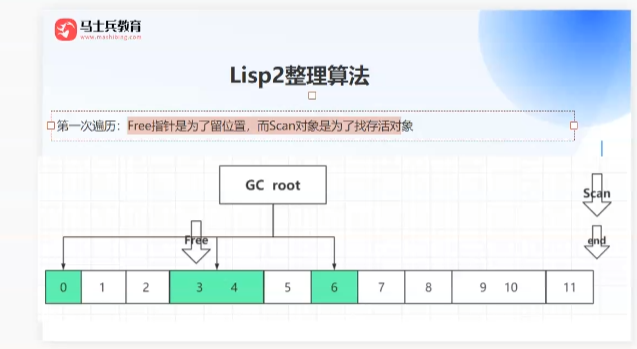 马士兵教育
www.mashibing.com
Lisp2整理算法
第一次遍历：Free指针是为了留位置，而Scan对象是为了找存活对象
GC root
Scan
Free
end
0 1 2 3 4 5 6 7 8 9 10 11